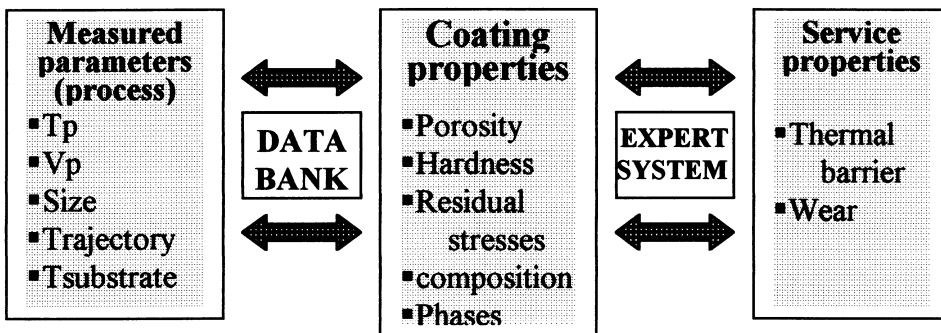 Measured
parameters
(process)
▪Tp
▪Vp
▪Size
▪Trajectory
▪Tsubstrate
DATA
BANK
Coating
properties
▪Porosity
▪Hardness
▪Residual
stresses
▪composition
▪Phases
EXPERT
SYSTEM
Service
properties
▪Thermal
barrier
▪Wear